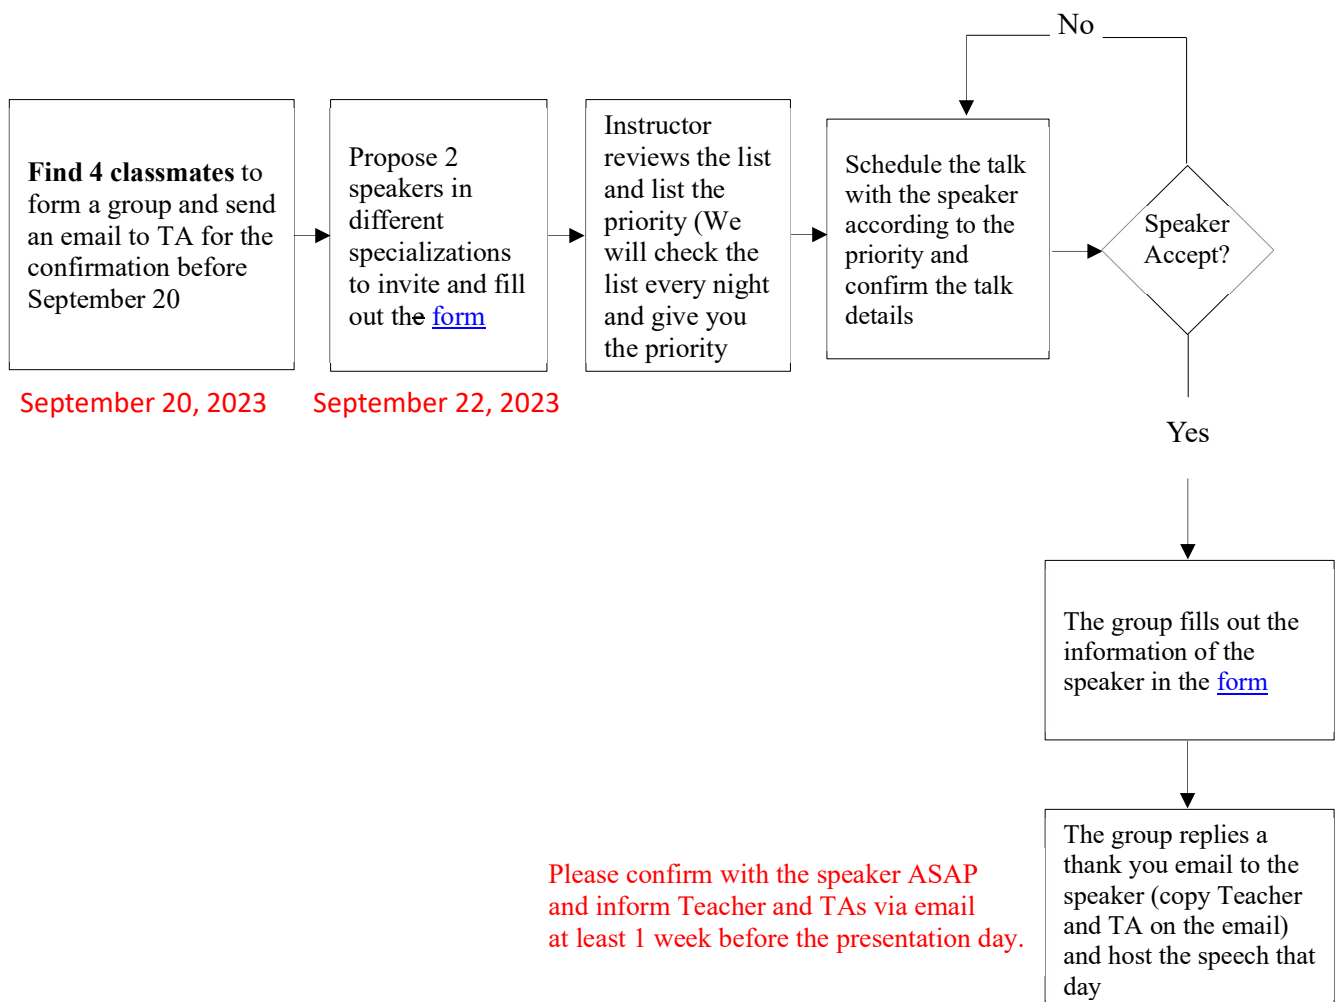 No
Find 4 classmates to
form a group and send
an email to TA for the
confirmation before
September 20
Propose 2
speakers in
different
specializations
to invite and fill
out the form
Instructor
reviews the list
and list the
priority (We
will check the
list every night
and give you
the priority
Schedule the talk
with the speaker
according to the
priority and
confirm the talk
details
Speaker
Accept?
September 20, 2023
September 22, 2023
Yes
The group fills out the
information of the
speaker in the form
Please confirm with the speaker ASAP
and inform Teacher and TAs via email
at least 1 week before the presentation day.
The group replies a
thank you email to the
speaker (copy Teacher
and TA on the email)
and host the speech that
day